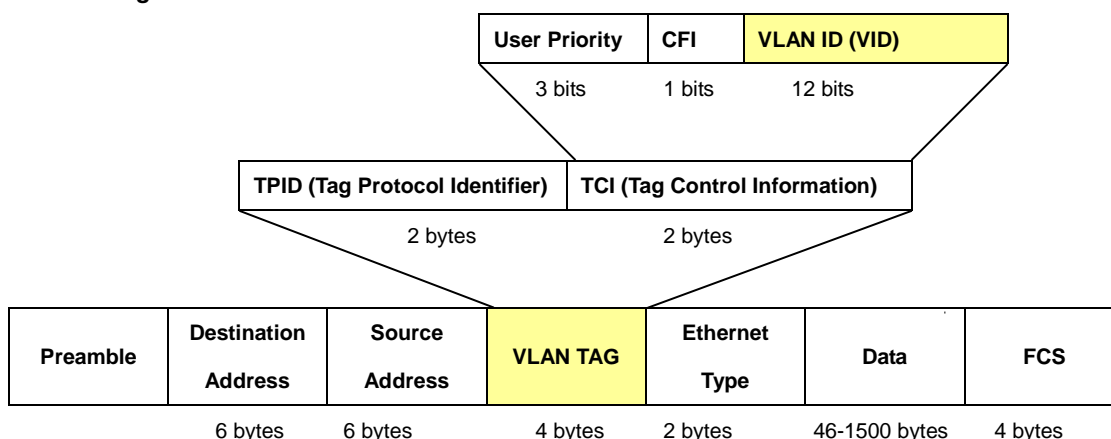 User Priority CFI VLAN ID (VID)
3 bits 1 bits 12 bits
TPID (Tag Protocol Identifier) TCI (Tag Control Information)
2 bytes 2 bytes
Preamble Destination Address Source Address VLAN TAG Ethernet Type Data FCS
6 bytes 6 bytes 4 bytes 2 bytes 46-1500 bytes 4 bytes